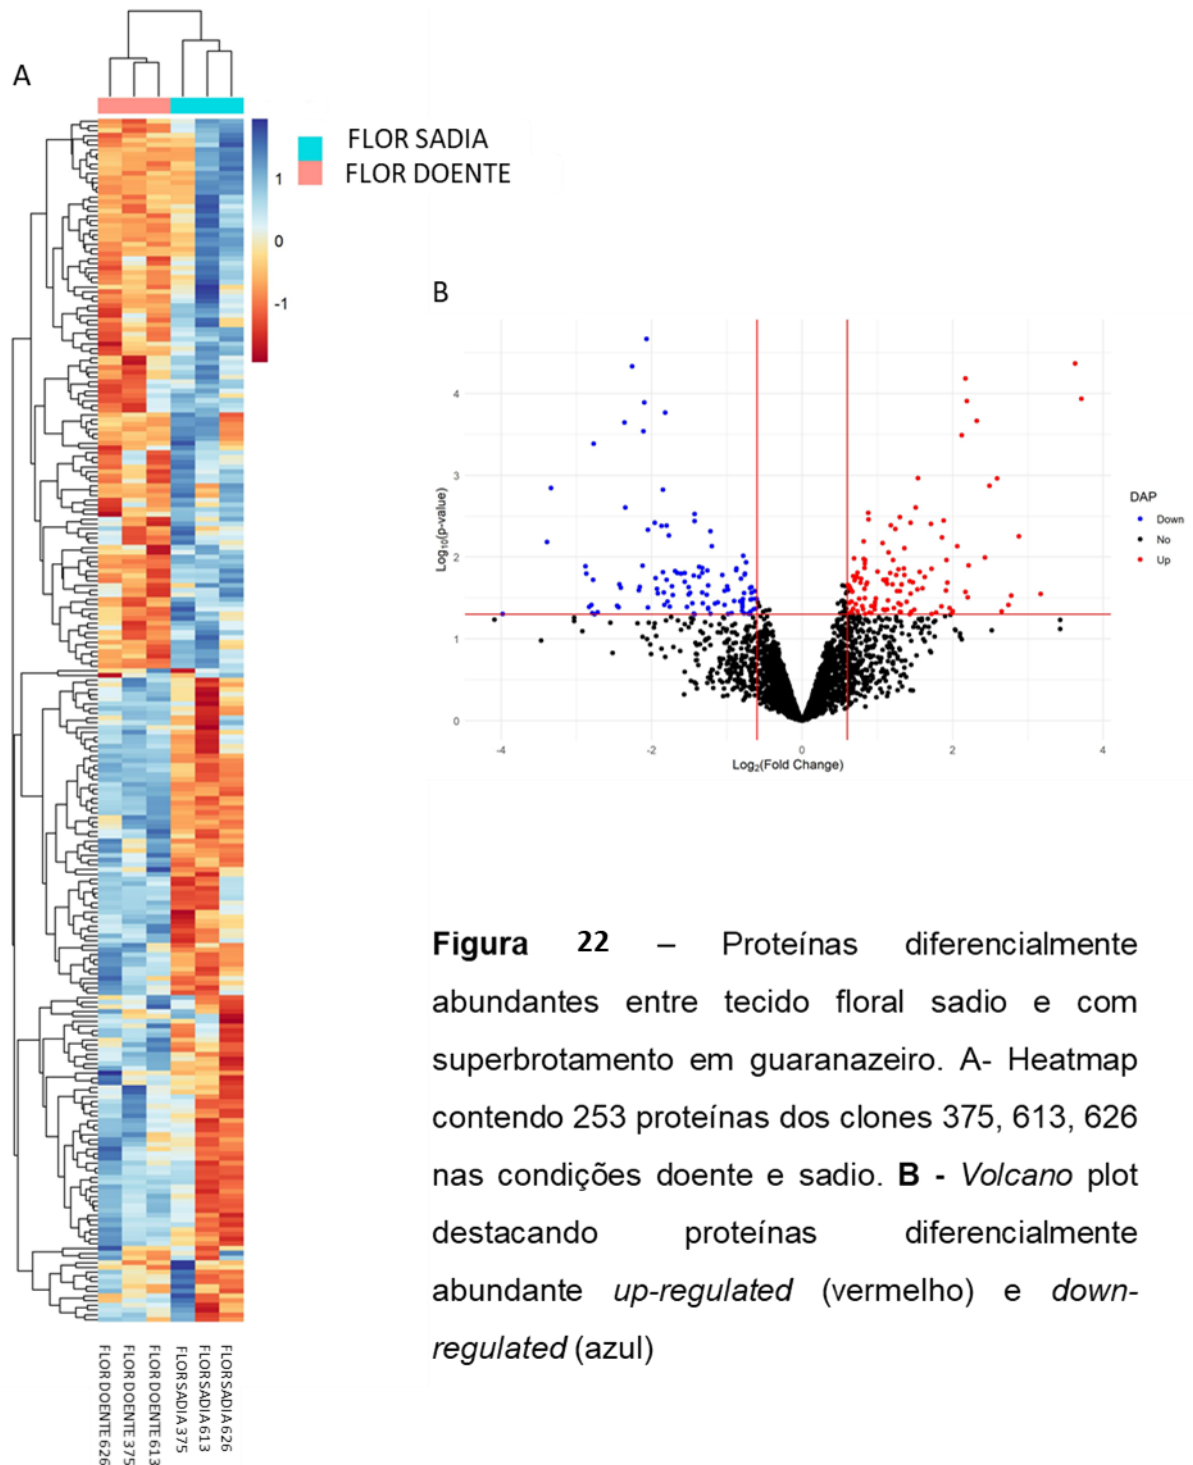 A
FLOR SADIA
FLOR DOENTE
1
0
-1
FLOR DOENTE 626
FLOR DOENTE 375
FLOR DOENTE 613
FLOR SADIA 375
FLOR SADIA 613
FLOR SADIA 626
B
Log10(p-value)
4
3
2
1
0
-4
-2
0
2
4
Log2(Fold Change)
DAP
Down
No
Up
Figura 22 – Proteínas diferencialmente
abundantes entre tecido floral sadio e com
superbrotamento em guaranazeiro. A- Heatmap
contendo 253 proteínas dos clones 375, 613, 626
nas condições doente e sadio. B - Volcano plot
destacando proteínas diferencialmente
abundante up-regulated (vermelho) e down-
regulated (azul)